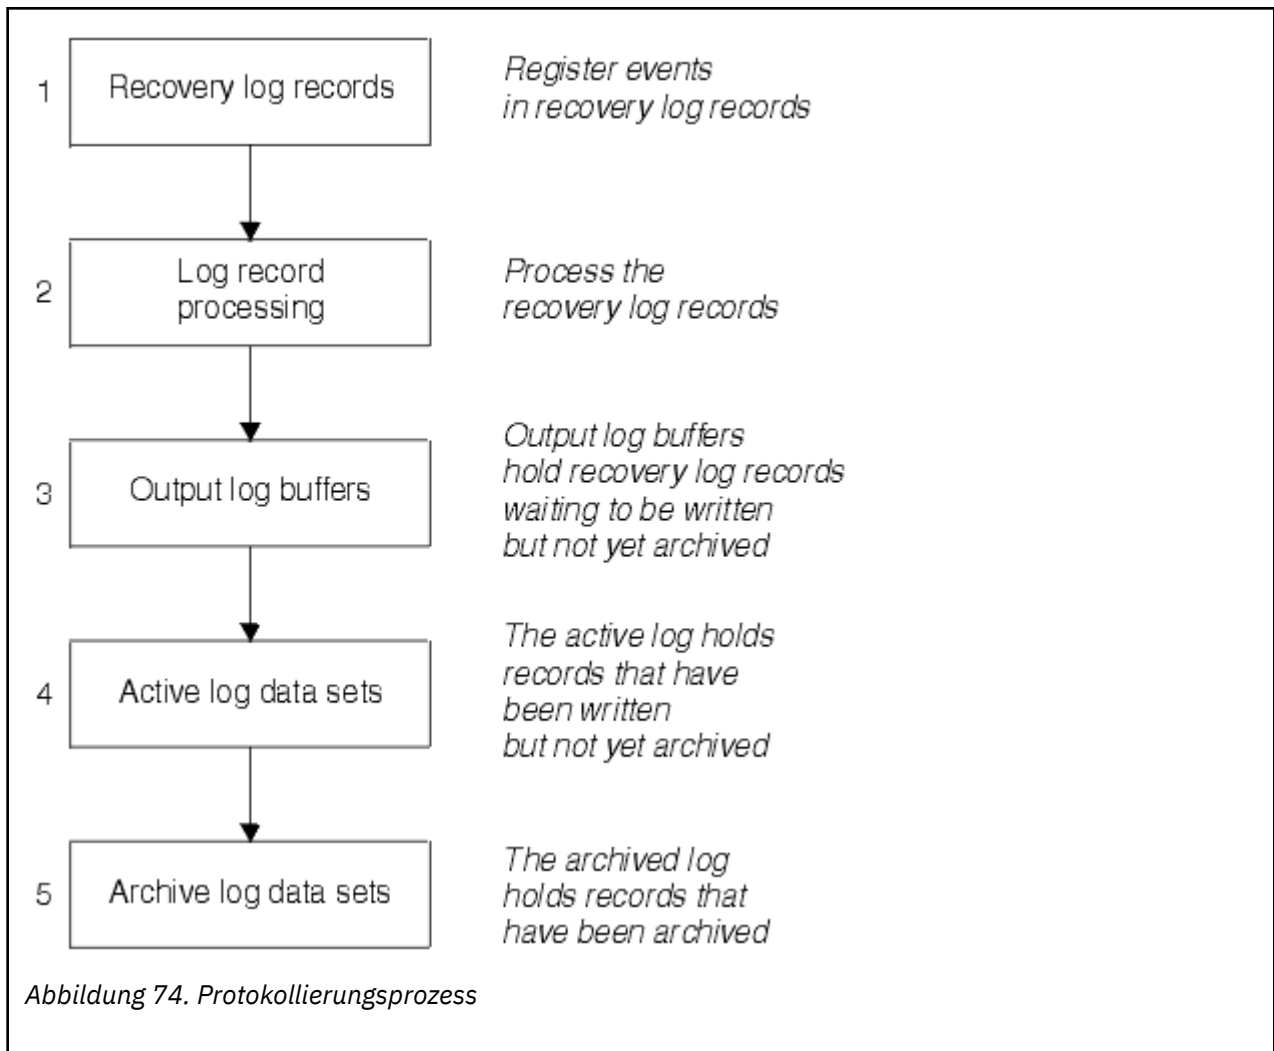 1
Recovery log records
Register events
in recovery log records
2
Log record
processing
Process the
recovery log records
3
Output log buffers
Output log buffers
hold recovery log records
waiting to be written
but not yet archived
4
Active log data sets
The active log holds
records that have
been written
but not yet archived
5
Archive log data sets
The archived log
holds records that
have been archived
Abbildung 74. Protokollierungsprozess